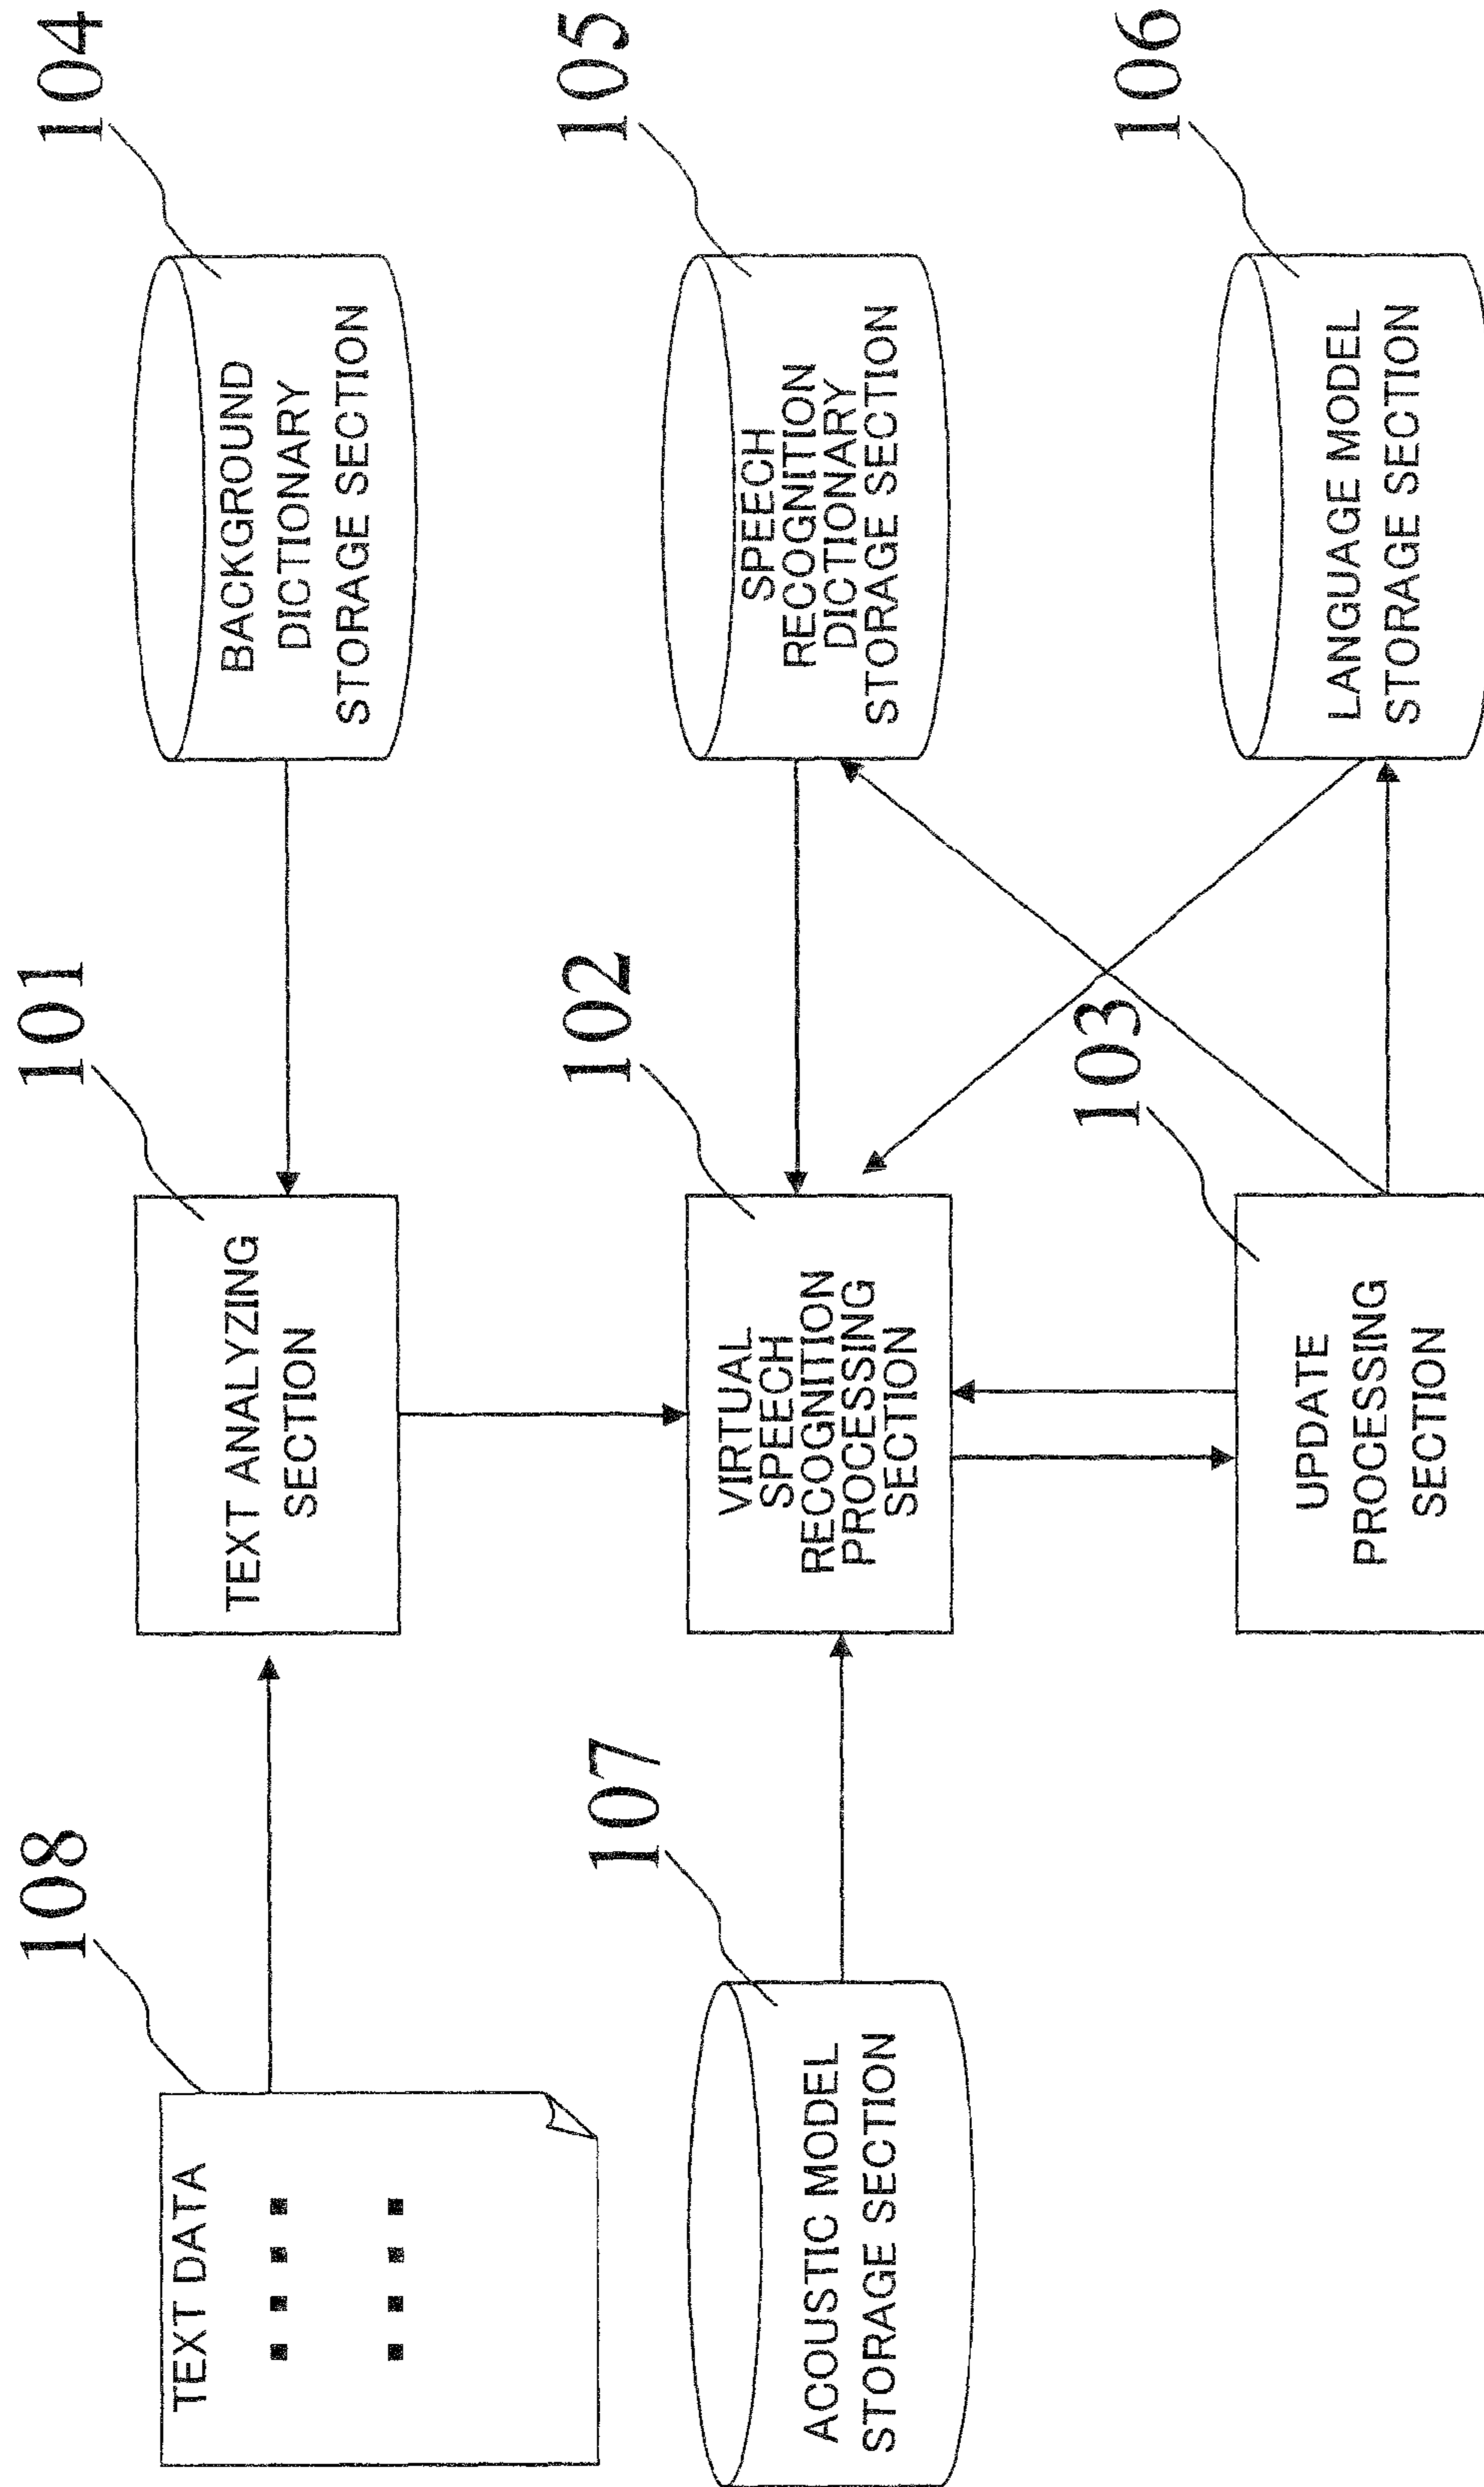 108
TEXT DATA
101
TEXT ANALYZING
SECTION
104
BACKGROUND
DICTIONARY
STORAGE SECTION
107
ACOUSTIC MODEL
STORAGE SECTION
102
VIRTUAL
SPEECH
RECOGNITION
PROCESSING
SECTION
105
SPEECH
RECOGNITION
DICTIONARY
STORAGE SECTION
103
UPDATE
PROCESSING
SECTION
106
LANGUAGE MODEL
STORAGE SECTION